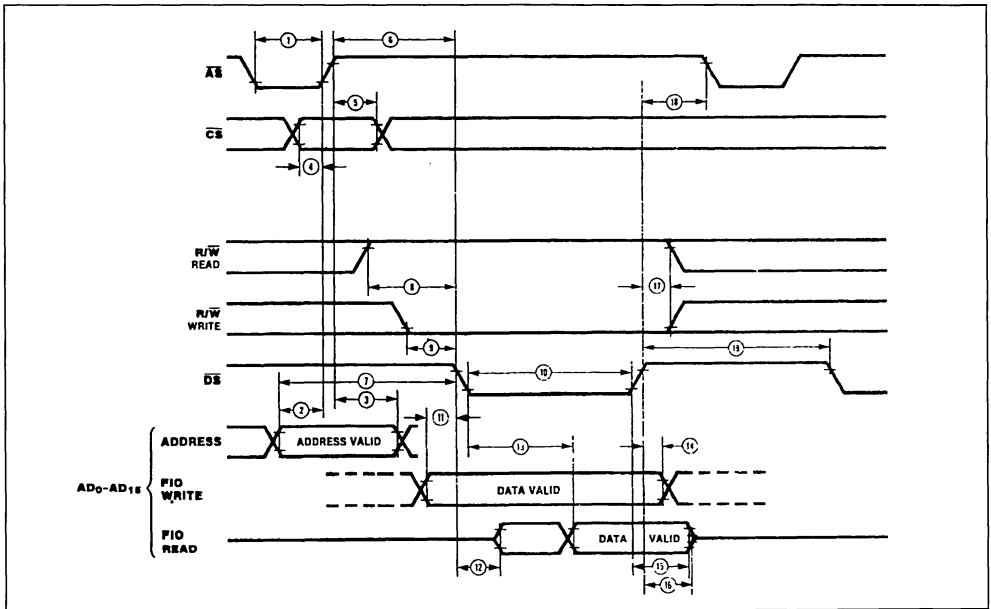 1
6
AS
5
18
CS
4
R/W
READ
8
17
R/W
WRITE
9
19
DS
7
10
2
3
11
ADDRESS
ADDRESS VALID
13
14
AD0-AD15
FIO
WRITE
DATA VALID
FIO
READ
DATA VALID
12
15
16